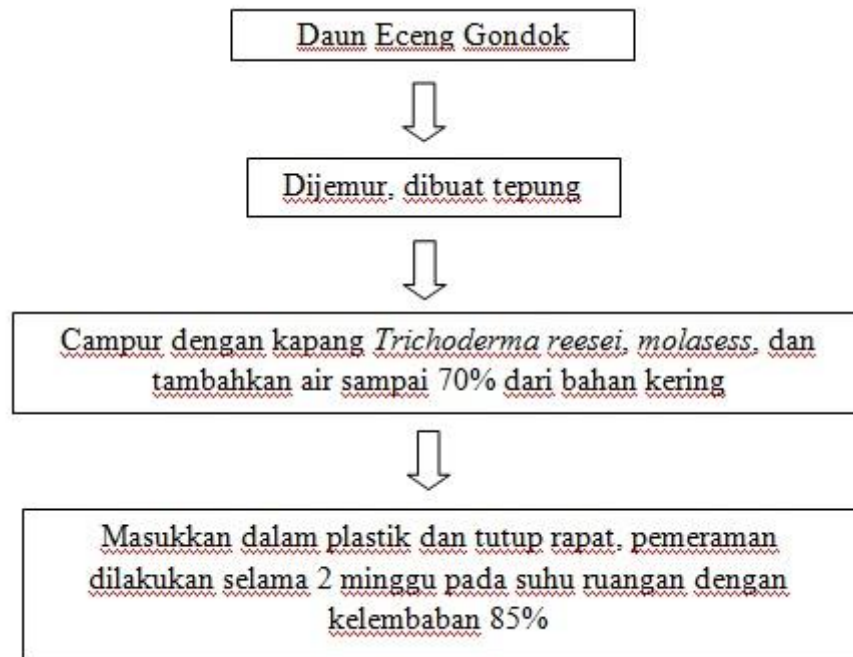 Daun Eceng Gondok
Dijemur, dibuat tepung
Campur dengan kapang Trichoderma reesei, molasess, dan
tambahkan air sampai 70% dari bahan kering
Masukkan dalam plastik dan tutup rapat, pemeraman
dilakukan selama 2 minggu pada suhu ruangan dengan
kelembaban 85%